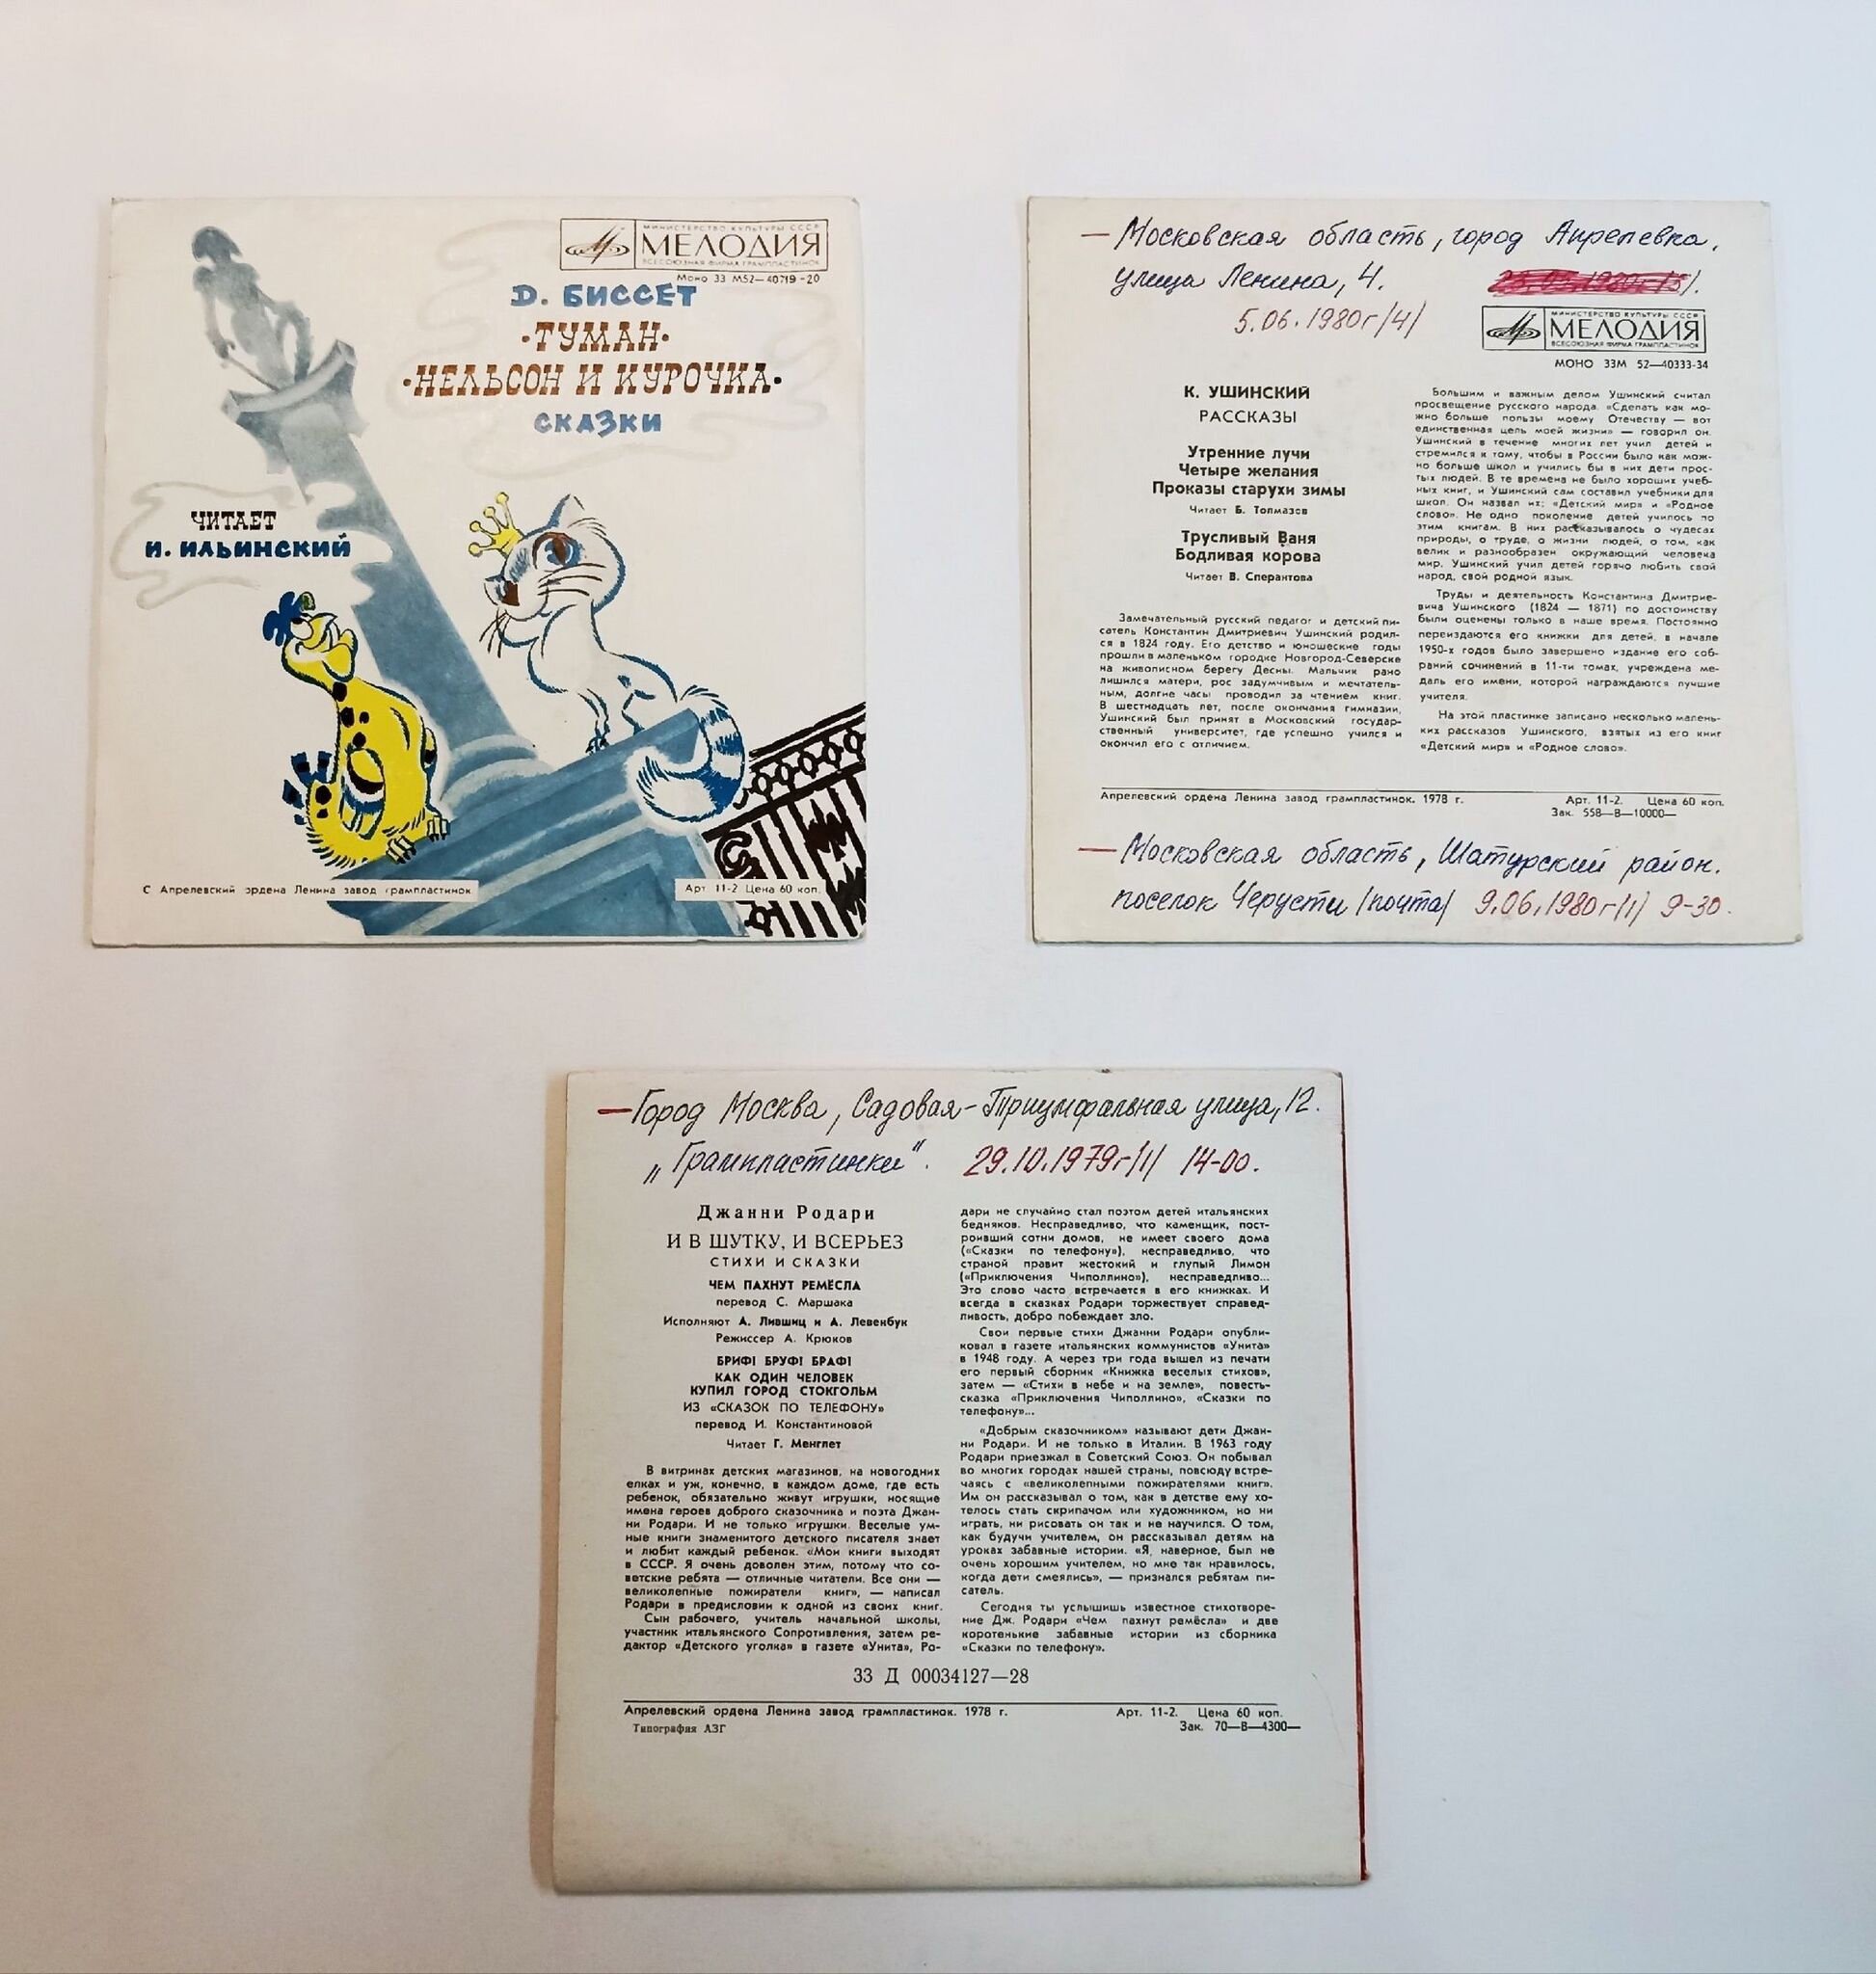 МИНИСТЕРСТВО КУЛЬТУРЫ СССР
МЕЛОДИЯ
ВСЕСОЮЗНАЯ ФИРМА ГРАМПЛАСТИНОК
Моно 33 М52—40719-20
Д. БИССЕТ
·ТУМАН·
·НЕЛЬСОН И КУРОЧКА·
СКАЗКИ
ЧИТАЕТ
И. ИЛЬИНСКИЙ
С Апрелевский ордена Ленина завод грампластинок
Арт 11-2 Цена 60 коп.
— Московская область, город Апрелевка,
улица Ленина, 4.
5.06.1980г/4/
МИНИСТЕРСТВО КУЛЬТУРЫ СССР
МЕЛОДИЯ
ВСЕСОЮЗНАЯ ФИРМА ГРАМПЛАСТИНОК
МОНО 33М 52—40333-34
К. УШИНСКИЙ
РАССКАЗЫ
Утренние лучи
Четыре желания
Проказы старухи зимы
Читает Б. Толмазов
Трусливый Ваня
Бодливая корова
Читает В. Сперантова
Замечательный русский педагог и детский пи-
сатель Константин Дмитриевич Ушинский родил-
ся в 1824 году. Его детство и юношеские годы
прошли в маленьком городке Новгород-Северске
на живописном берегу Десны. Мальчик рано
лишился матери, рос задумчивым и мечтатель-
ным, долгие часы проводил за чтением книг.
В шестнадцать лет, после окончания гимназии,
Ушинский был принят в Московский государ-
ственный университет, где успешно учился и
окончил его с отличием.
Большим и важным делом Ушинский считал
просвещение русского народа. «Сделать как мо-
жно больше пользы моему Отечеству — вот
единственная цель моей жизни» — говорил он.
Ушинский в течение многих лет учил детей и
стремился к тому, чтобы в России было как мож-
но больше школ и учились бы в них дети прос-
тых людей. В те времена не было хороших учеб-
ных книг, и Ушинский сам составил учебники для
школ. Он назвал их: «Детский мир» и «Родное
слово». Не одно поколение детей училось по
этим книгам. В них рассказывалось о чудесах
природы, о труде, о жизни людей, о том, как
велик и разнообразен окружающий человека
мир. Ушинский учил детей горячо любить свой
народ, свой родной язык.
Труды и деятельность Константина Дмитрие-
вича Ушинского (1824 — 1871) по достоинству
были оценены только в наше время. Постоянно
переиздаются его книжки для детей, в начале
1950-х годов было завершено издание его соб-
раний сочинений в 11-ти томах, учреждена ме-
даль его имени, которой награждаются лучшие
учителя.
На этой пластинке записано несколько малень-
ких рассказов Ушинского, взятых из его книг
«Детский мир» и «Родное слово».
Апрелевский ордена Ленина завод грампластинок. 1978 г.
Арт. 11-2. Цена 60 коп.
Зак. 558—В—10000—
— Московская область, Шатурский район.
поселок Черусти /почта/ 9.06.1980г/1/ 9-30.
— Город Москва, Садовая-Триумфальная улица, 12.
„Грампластинки“. 29.10.1979г/1/ 14-00.
Джанни Родари
И В ШУТКУ, И ВСЕРЬЕЗ
СТИХИ И СКАЗКИ
ЧЕМ ПАХНУТ РЕМЁСЛА
перевод С. Маршака
Исполняют А. Лившиц и А. Левенбук
Режиссер А. Крюков
БРИФ! БРУФ! БРАФ!
КАК ОДИН ЧЕЛОВЕК
КУПИЛ ГОРОД СТОКГОЛЬМ
ИЗ «СКАЗОК ПО ТЕЛЕФОНУ»
перевод И. Константиновой
Читает Г. Менглет
В витринах детских магазинов, на новогодних
елках и уж, конечно, в каждом доме, где есть
ребенок, обязательно живут игрушки, носящие
имена героев доброго сказочника и поэта Джан-
ни Родари. И не только игрушки. Веселые ум-
ные книги знаменитого детского писателя знает
и любит каждый ребенок. «Мои книги выходят
в СССР. Я очень доволен этим, потому что со-
ветские ребята — отличные читатели. Все они —
великолепные пожиратели книг», — написал
Родари в предисловии к одной из своих книг.
Сын рабочего, учитель начальной школы,
участник итальянского Сопротивления, затем ре-
дактор «Детского уголка» в газете «Унита», Ро-
дари не случайно стал поэтом детей итальянских
бедняков. Несправедливо, что каменщик, пост-
роивший сотни домов, не имеет своего дома
(«Сказки по телефону»), несправедливо, что
страной правит жестокий и глупый Лимон
(«Приключения Чиполлино»), несправедливо...
Это слово часто встречается в его книжках. И
всегда в сказках Родари торжествует справед-
ливость, добро побеждает зло.
Свои первые стихи Джанни Родари опубли-
ковал в газете итальянских коммунистов «Унита»
в 1948 году. А через три года вышел из печати
его первый сборник «Книжка веселых стихов»,
затем — «Стихи в небе и на земле», повесть-
сказка «Приключения Чиполлино», «Сказки по
телефону»...
«Добрым сказочником» называют дети Джан-
ни Родари. И не только в Италии. В 1963 году
Родари приезжал в Советский Союз. Он побывал
во многих городах нашей страны, повсюду встре-
чаясь с «великолепными пожирателями книг».
Им он рассказывал о том, как в детстве ему хо-
телось стать скрипачом или художником, но ни
играть, ни рисовать он так и не научился. О том,
как будучи учителем, он рассказывал детям на
уроках забавные истории. «Я, наверное, был не
очень хорошим учителем, но мне так нравилось,
когда дети смеялись», — признался ребятам пи-
сатель.
Сегодня ты услышишь известное стихотворе-
ние Дж. Родари «Чем пахнут ремёсла» и две
коротенькие забавные истории из сборника
«Сказки по телефону».
33 Д 00034127—28
Апрелевский ордена Ленина завод грампластинок. 1978 г.
Арт. 11-2. Цена 60 коп.
Типография АЗГ
Зак. 70—В—4300—